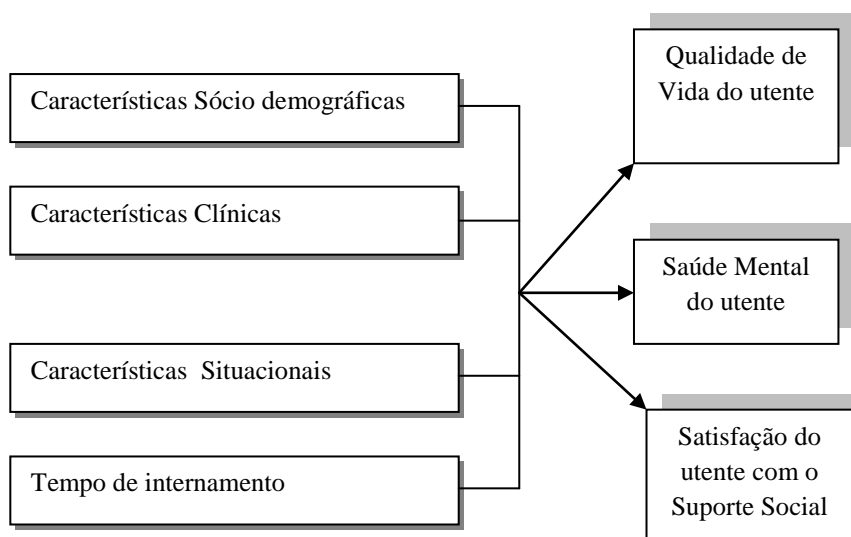 Características Sócio demográficas
Características Clínicas
Características Situacionais
Tempo de internamento
Qualidade de
Vida do utente
Saúde Mental
do utente
Satisfação do
utente com o
Suporte Social